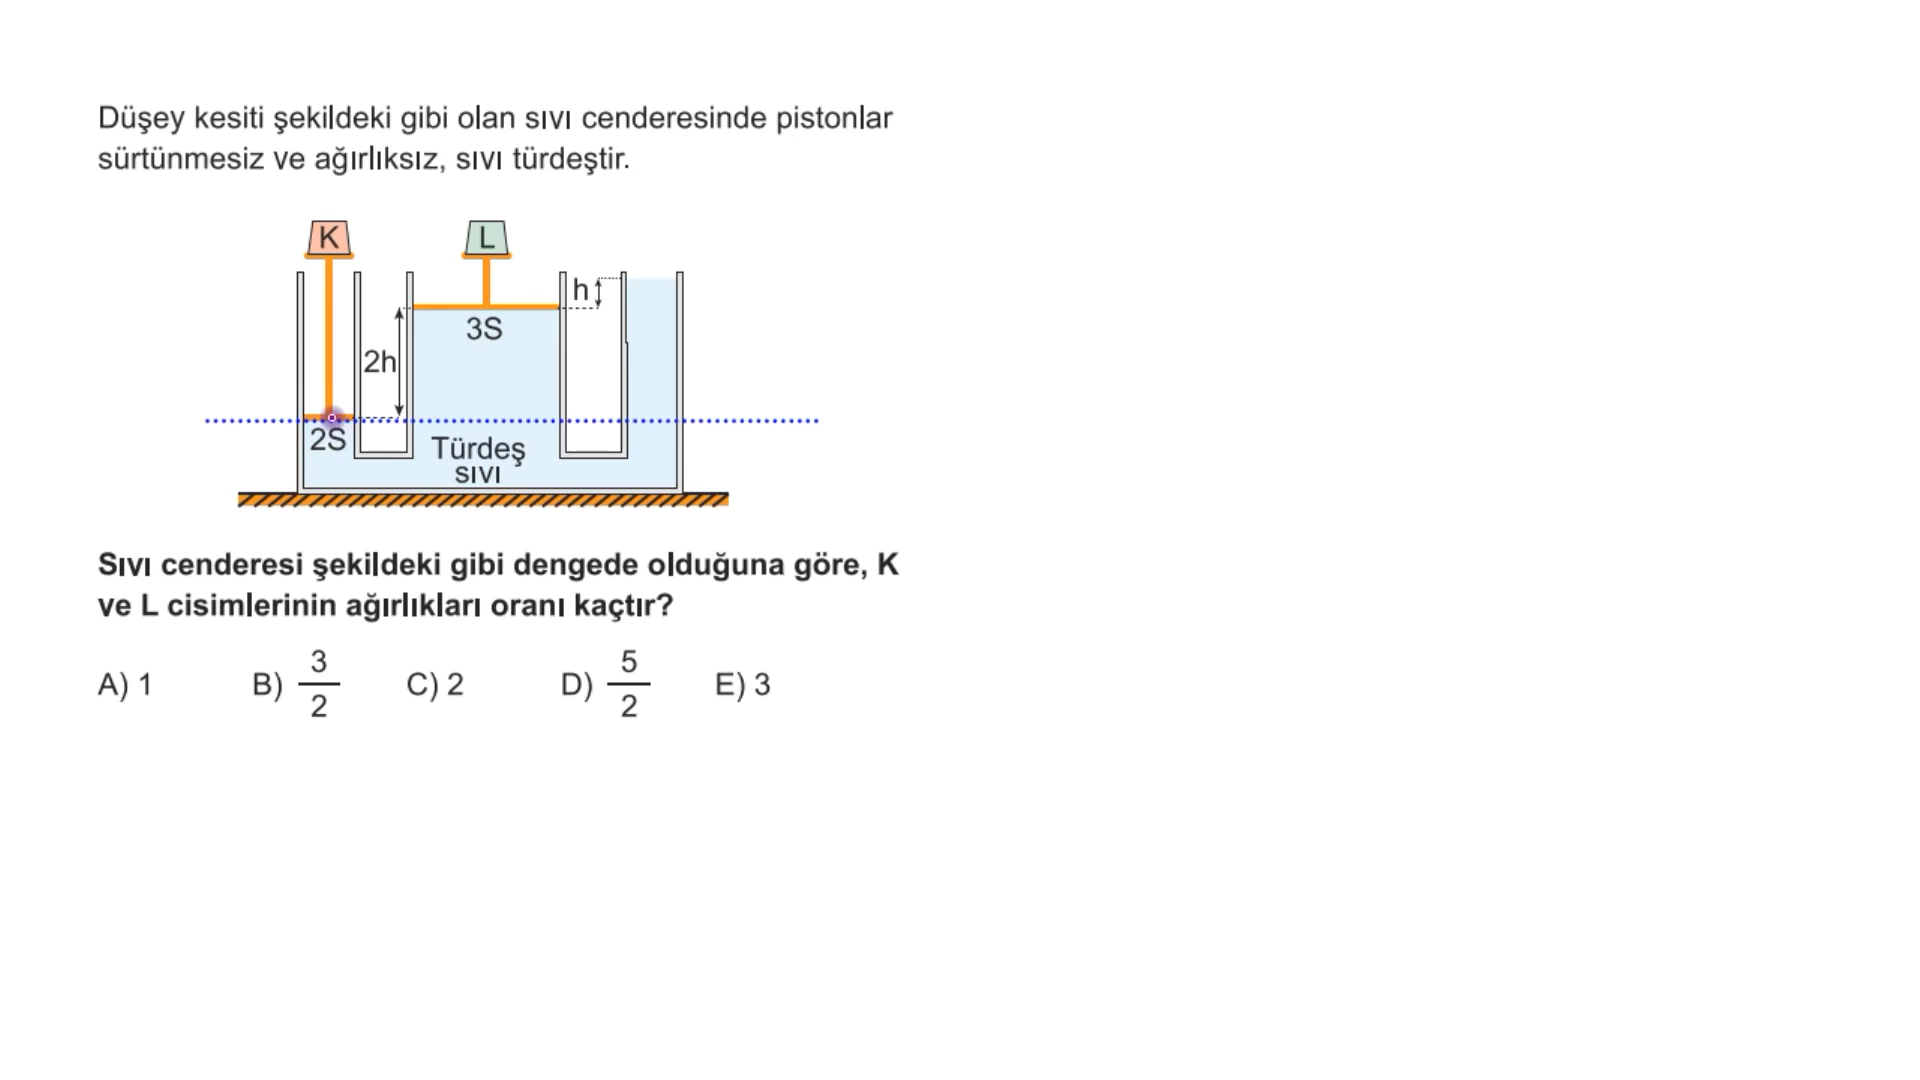 Düşey kesiti şekildeki gibi olan sıvı cenderesinde pistonlar
sürtünmesiz ve ağırlıksız, sıvı türdeştir.
K
L
h
3S
2h
2S
Türdeş
sıvı
Sıvı cenderesi şekildeki gibi dengede olduğuna göre, K
ve L cisimlerinin ağırlıkları oranı kaçtır?
A) 1 B) 3/2 C) 2 D) 5/2 E) 3